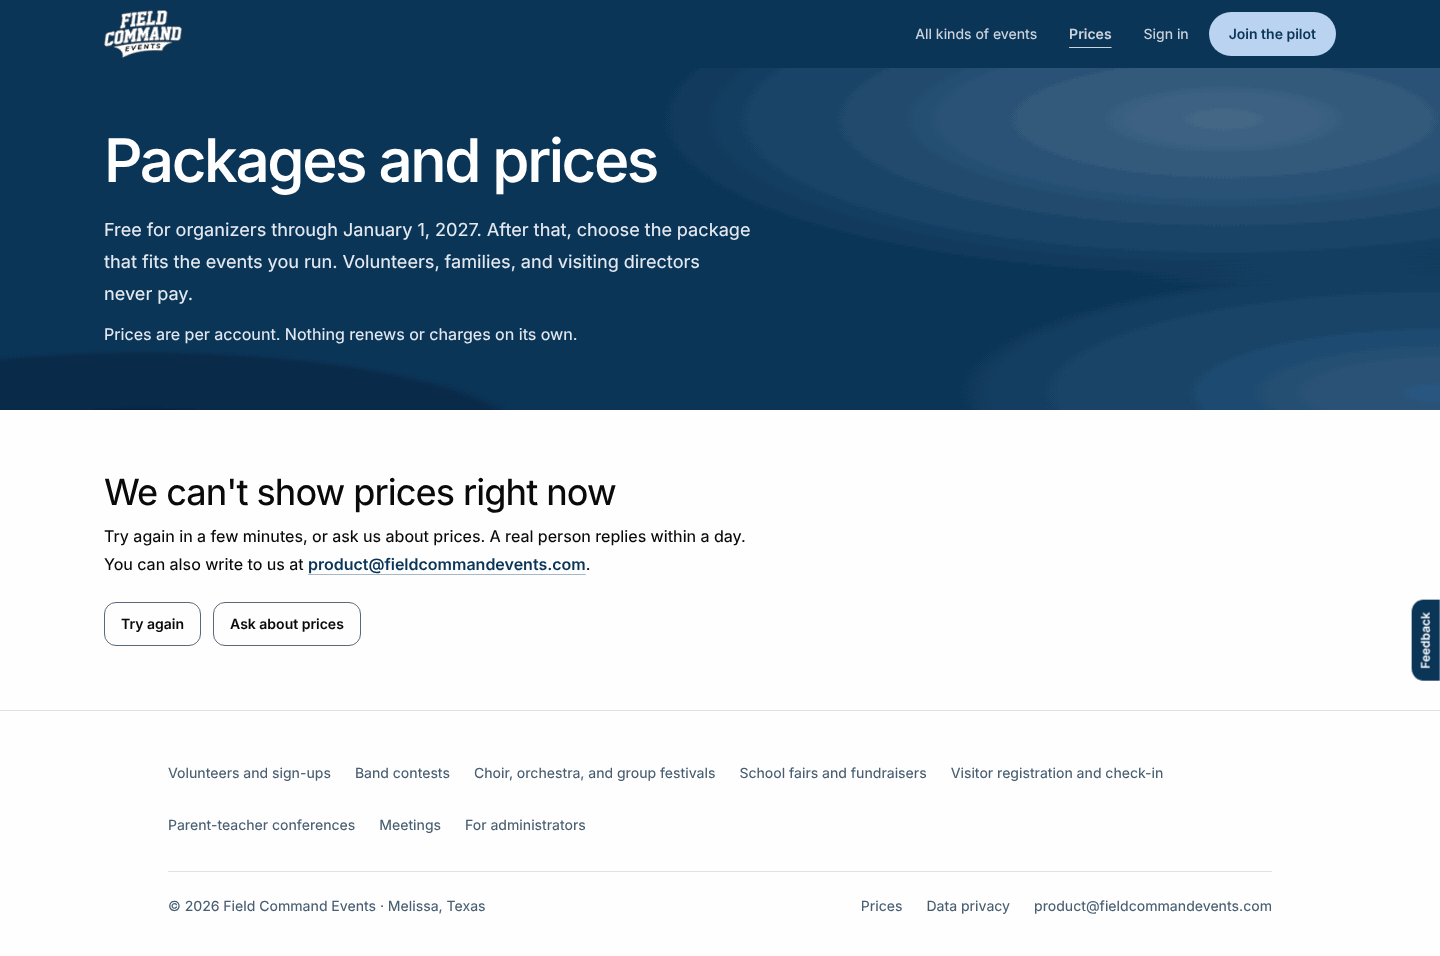 FIELD
COMMAND
EVENTS
All kinds of events
Prices
Sign in
Join the pilot
Packages and prices
Free for organizers through January 1, 2027. After that, choose the package
that fits the events you run. Volunteers, families, and visiting directors
never pay.
Prices are per account. Nothing renews or charges on its own.
We can't show prices right now
Try again in a few minutes, or ask us about prices. A real person replies within a day.
You can also write to us at product@fieldcommandevents.com.
Try again
Ask about prices
Feedback
Volunteers and sign-ups
Band contests
Choir, orchestra, and group festivals
School fairs and fundraisers
Visitor registration and check-in
Parent-teacher conferences
Meetings
For administrators
© 2026 Field Command Events · Melissa, Texas
Prices
Data privacy
product@fieldcommandevents.com